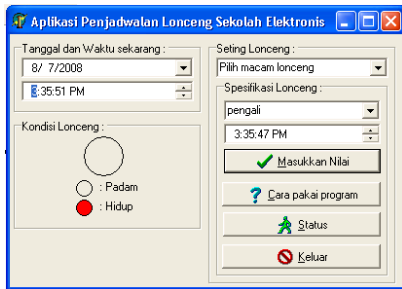 Aplikasi Penjadwalan Lonceng Sekolah Elektronis
Tanggal dan Waktu sekarang :
8/ 7/2008
3:35:51 PM
Kondisi Lonceng :
: Padam
: Hidup
Seting Lonceng :
Pilih macam lonceng
Spesifikasi Lonceng :
pengali
3:35:47 PM
Masukkan Nilai
Cara pakai program
Status
Keluar